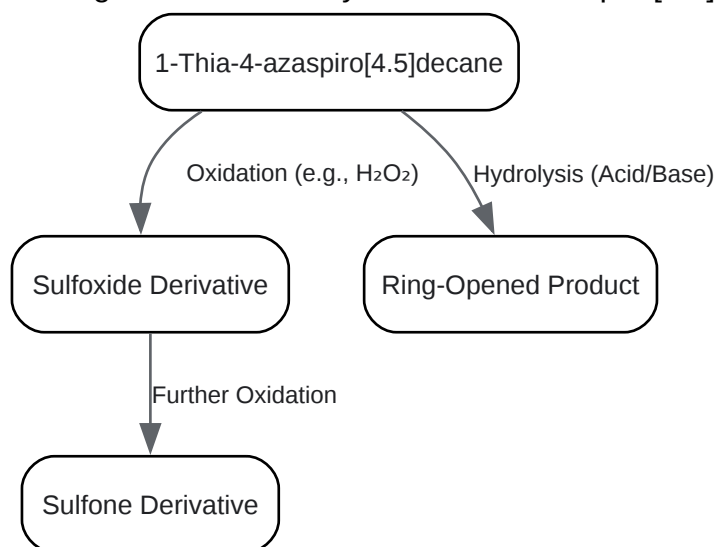 1-Thia-4-azaspiro[4.5]decane
Oxidation (e.g., H₂O₂)
Hydrolysis (Acid/Base)
Sulfoxide Derivative
Ring-Opened Product
Further Oxidation
Sulfone Derivative